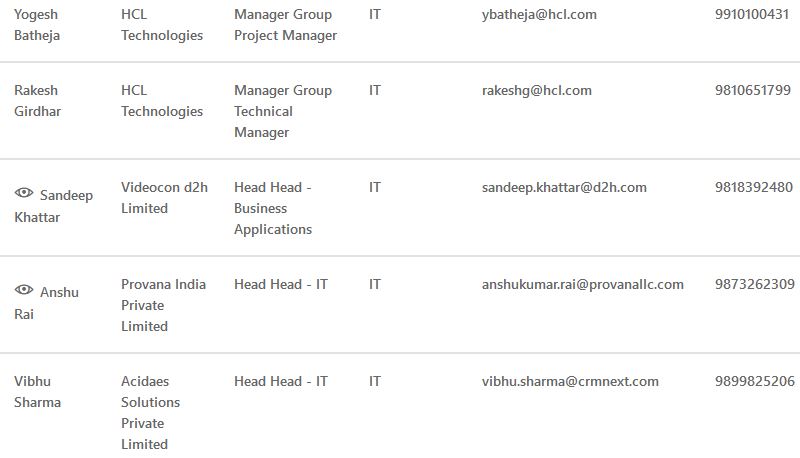 Yogesh HCL Manager Group IT ybatheja@hcl.com 9910100431
Batheja Technologies Project Manager
Rakesh HCL Manager Group IT rakeshg@hcl.com 9810651799
Girdhar Technologies Technical
Manager
Sandeep Videocon d2h Head Head - IT sandeep.khattar@d2h.com 9818392480
Khattar Limited Business
Applications
Anshu Provana India Head Head - IT IT anshukumar.rai@provanallc.com 9873262309
Rai Private
Limited
Vibhu Acidaes Head Head - IT IT vibhu.sharma@crmnext.com 9899825206
Sharma Solutions
Private
Limited